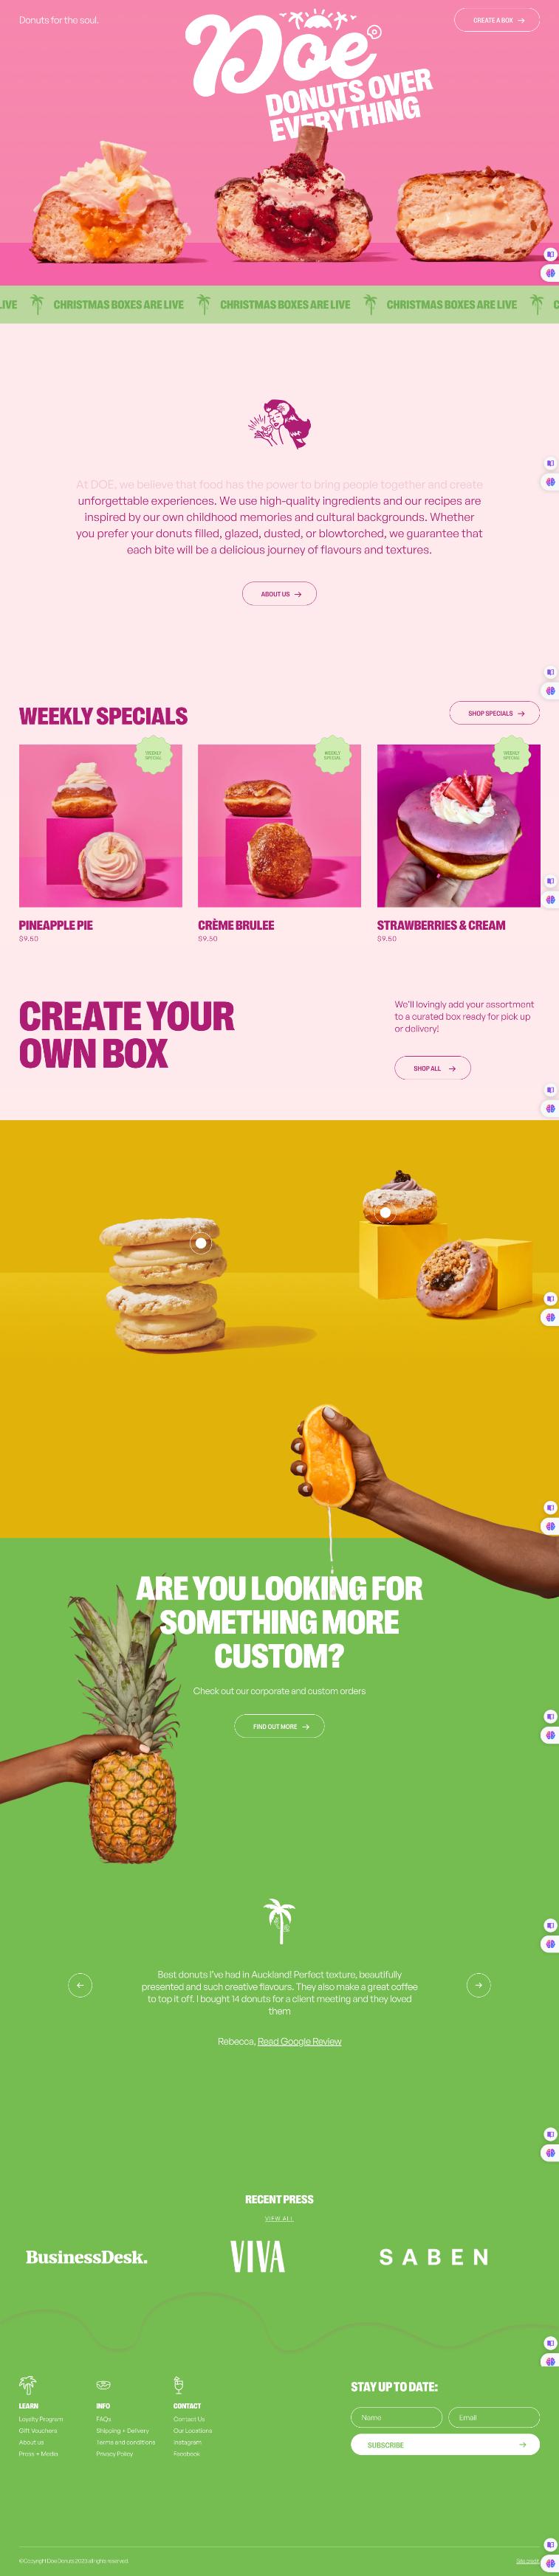 Donuts for the soul.
CREATE A BOX
Doe
DONUTS OVER
EVERYTHING
LIVE CHRISTMAS BOXES ARE LIVE CHRISTMAS BOXES ARE LIVE CHRISTMAS BOXES ARE LIVE C
At DOE, we believe that food has the power to bring people together and create
unforgettable experiences. We use high-quality ingredients and our recipes are
inspired by our own childhood memories and cultural backgrounds. Whether
you prefer your donuts filled, glazed, dusted, or blowtorched, we guarantee that
each bite will be a delicious journey of flavours and textures.
ABOUT US
WEEKLY SPECIALS
SHOP SPECIALS
WEEKLY
SPECIAL
WEEKLY
SPECIAL
WEEKLY
SPECIAL
PINEAPPLE PIE
$9.50
CRÈME BRULEE
$9.50
STRAWBERRIES & CREAM
$9.50
CREATE YOUR
OWN BOX
We'll lovingly add your assortment
to a curated box ready for pick up
or delivery!
SHOP ALL
ARE YOU LOOKING FOR
SOMETHING MORE
CUSTOM?
Check out our corporate and custom orders
FIND OUT MORE
Best donuts I've had in Auckland! Perfect texture, beautifully
presented and such creative flavours. They also make a great coffee
to top it off. I bought 14 donuts for a client meeting and they loved
them
Rebecca, Read Google Review
RECENT PRESS
VIEW ALL
BusinessDesk.
VIVA
SABEN
LEARN
Loyalty Program
Gift Vouchers
About us
Press + Media
INFO
FAQs
Shipping + Delivery
Terms and conditions
Privacy Policy
CONTACT
Contact Us
Our Locations
Instagram
Facebook
STAY UP TO DATE:
Name
Email
SUBSCRIBE
© Copyright Doe Donuts 2023 all rights reserved